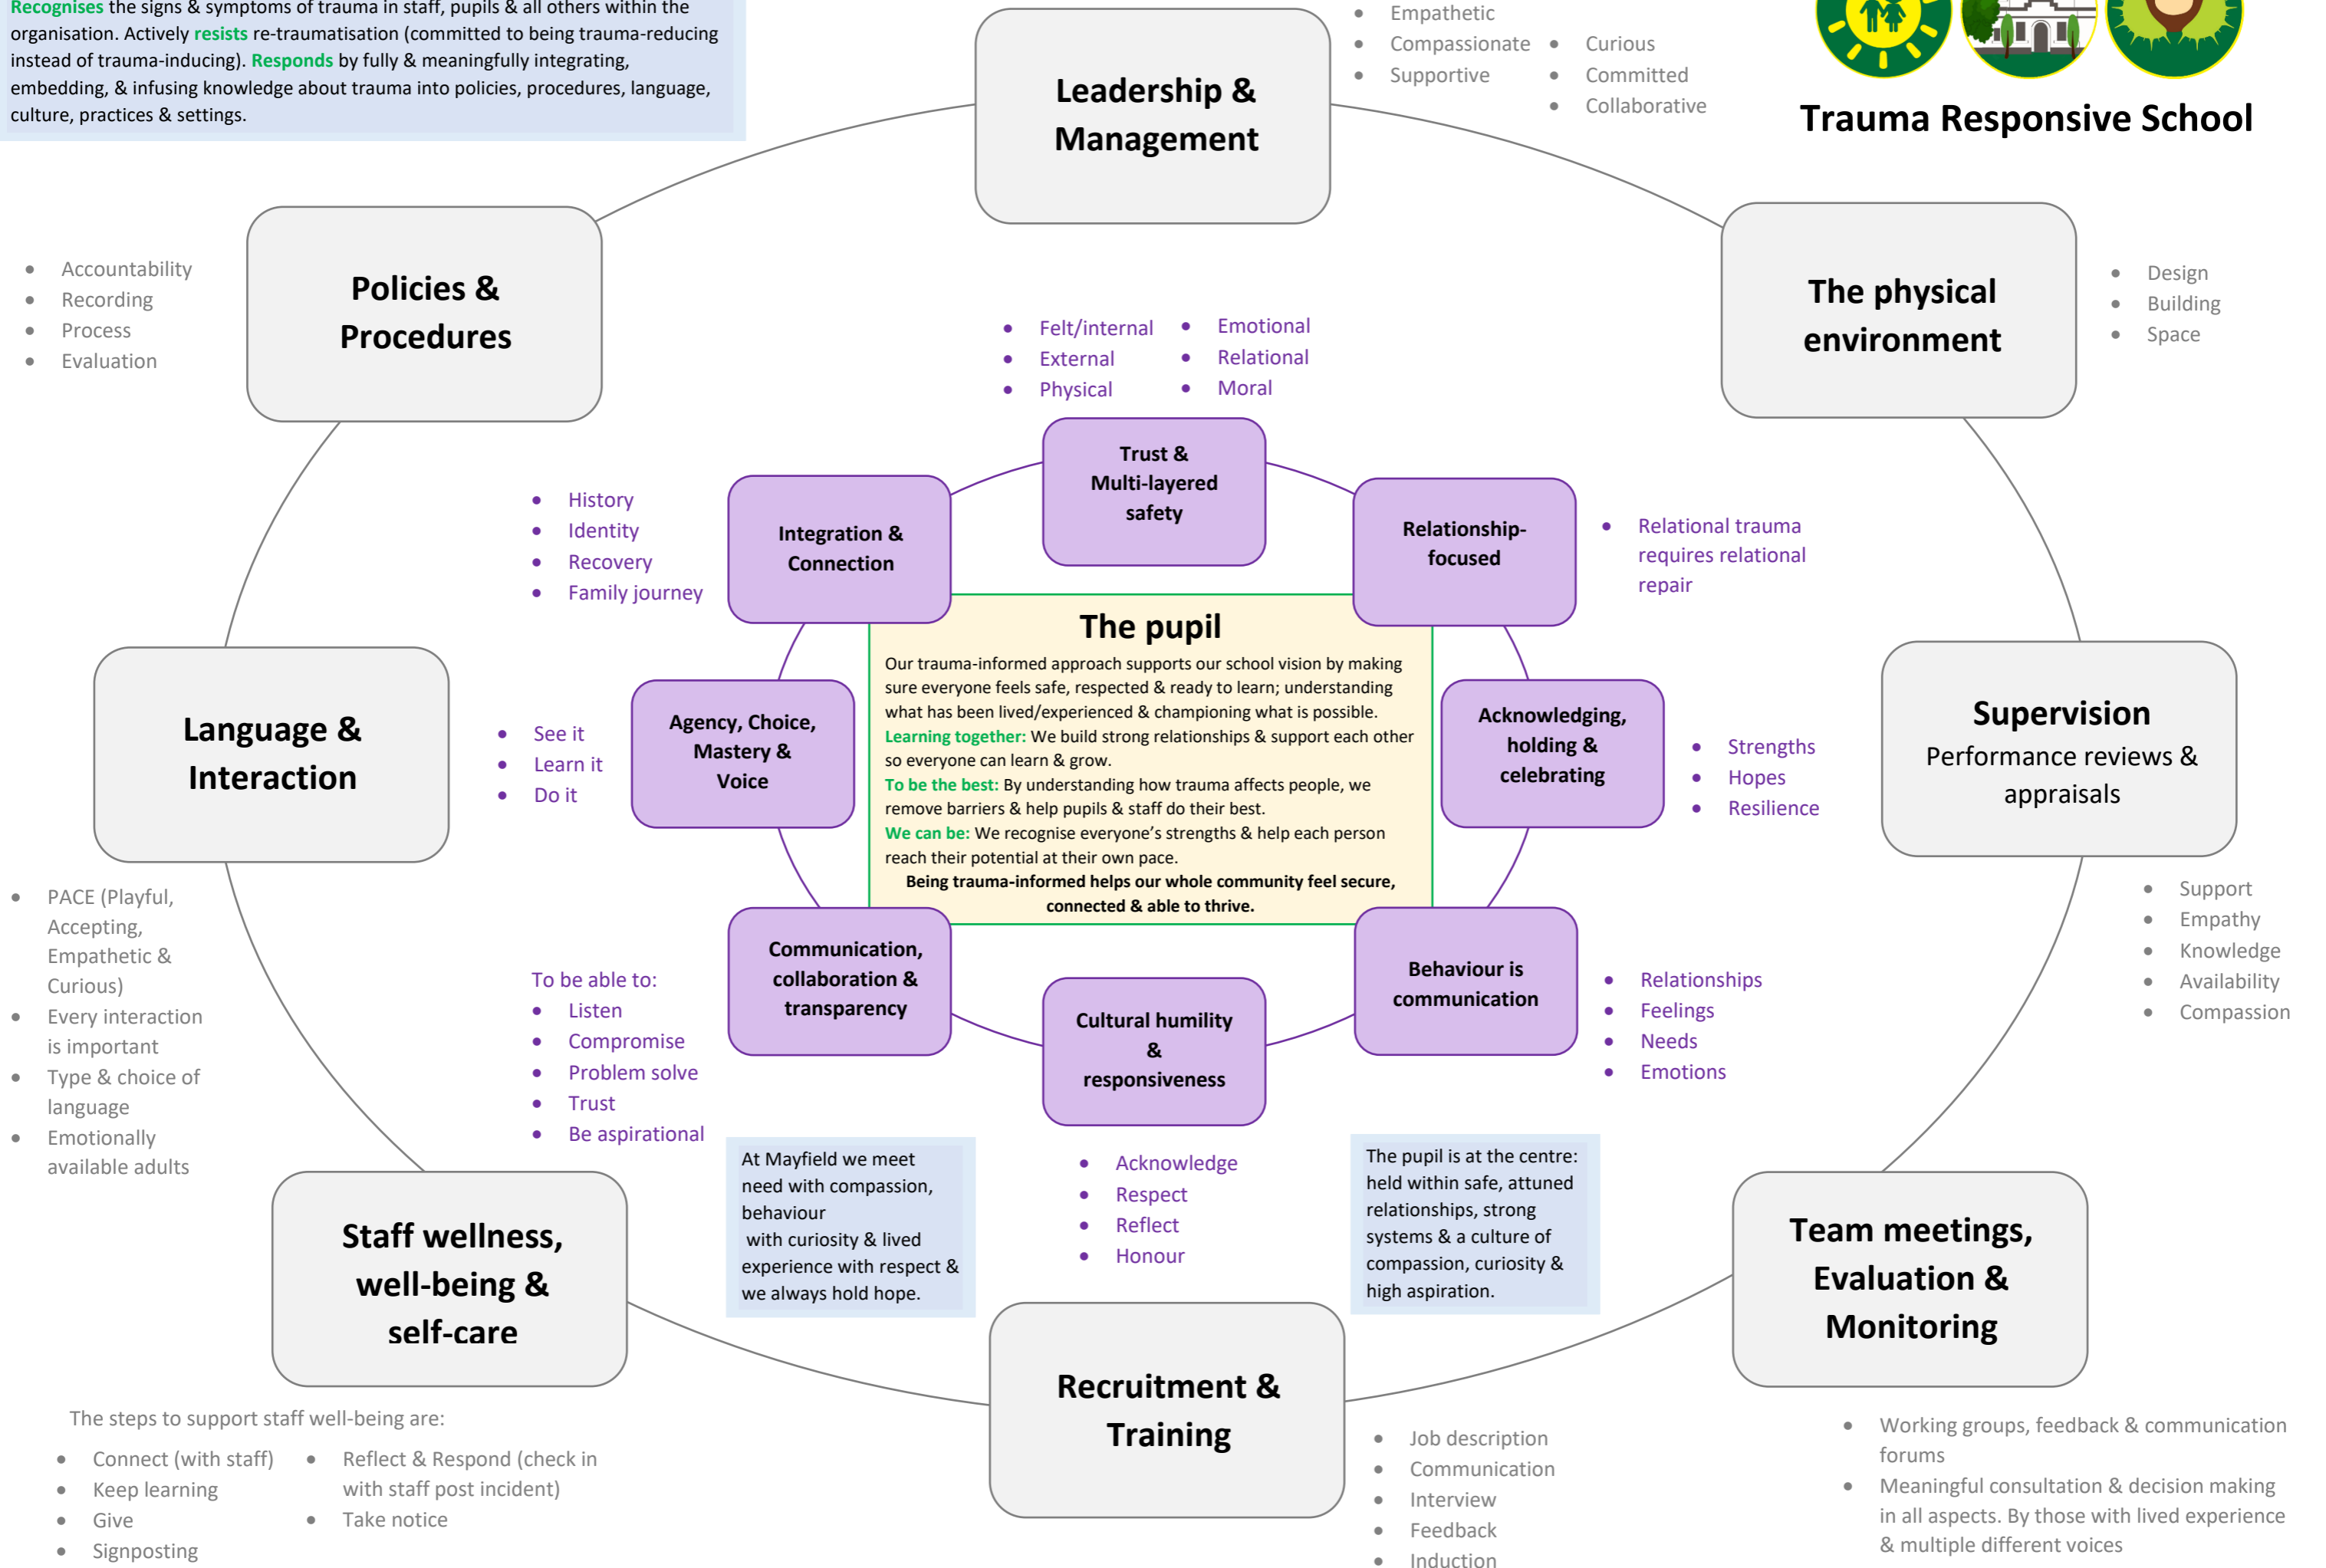 Recognises the signs & symptoms of trauma in staff, pupils & all others within the
organisation. Actively resists re-traumatisation (committed to being trauma-reducing
instead of trauma-inducing). Responds by fully & meaningfully integrating,
embedding, & infusing knowledge about trauma into policies, procedures, language,
culture, practices & settings.
Leadership &
Management
• Empathetic
• Compassionate
• Supportive
• Curious
• Committed
• Collaborative
Trauma Responsive School
• Accountability
• Recording
• Process
• Evaluation
Policies &
Procedures
The physical
environment
• Design
• Building
• Space
• Felt/internal
• External
• Physical
• Emotional
• Relational
• Moral
Trust &
Multi-layered
safety
• History
• Identity
• Recovery
• Family journey
Integration &
Connection
Relationship-
focused
• Relational trauma
requires relational
repair
The pupil
Our trauma-informed approach supports our school vision by making
sure everyone feels safe, respected & ready to learn; understanding
what has been lived/experienced & championing what is possible.
Learning together: We build strong relationships & support each other
so everyone can learn & grow.
To be the best: By understanding how trauma affects people, we
remove barriers & help pupils & staff do their best.
We can be: We recognise everyone's strengths & help each person
reach their potential at their own pace.
Being trauma-informed helps our whole community feel secure,
connected & able to thrive.
Language &
Interaction
• See it
• Learn it
• Do it
Agency, Choice,
Mastery &
Voice
Acknowledging,
holding &
celebrating
• Strengths
• Hopes
• Resilience
Supervision
Performance reviews &
appraisals
• PACE (Playful,
Accepting,
Empathetic &
Curious)
• Every interaction
is important
• Type & choice of
language
• Emotionally
available adults
To be able to:
• Listen
• Compromise
• Problem solve
• Trust
• Be aspirational
Communication,
collaboration &
transparency
Cultural humility
&
responsiveness
Behaviour is
communication
• Relationships
• Feelings
• Needs
• Emotions
• Support
• Empathy
• Knowledge
• Availability
• Compassion
At Mayfield we meet
need with compassion,
behaviour
with curiosity & lived
experience with respect &
we always hold hope.
• Acknowledge
• Respect
• Reflect
• Honour
The pupil is at the centre:
held within safe, attuned
relationships, strong
systems & a culture of
compassion, curiosity &
high aspiration.
Staff wellness,
well-being &
self-care
Recruitment &
Training
Team meetings,
Evaluation &
Monitoring
The steps to support staff well-being are:
• Connect (with staff)
• Keep learning
• Give
• Signposting
• Reflect & Respond (check in
with staff post incident)
• Take notice
• Job description
• Communication
• Interview
• Feedback
• Induction
• Working groups, feedback & communication
forums
• Meaningful consultation & decision making
in all aspects. By those with lived experience
& multiple different voices